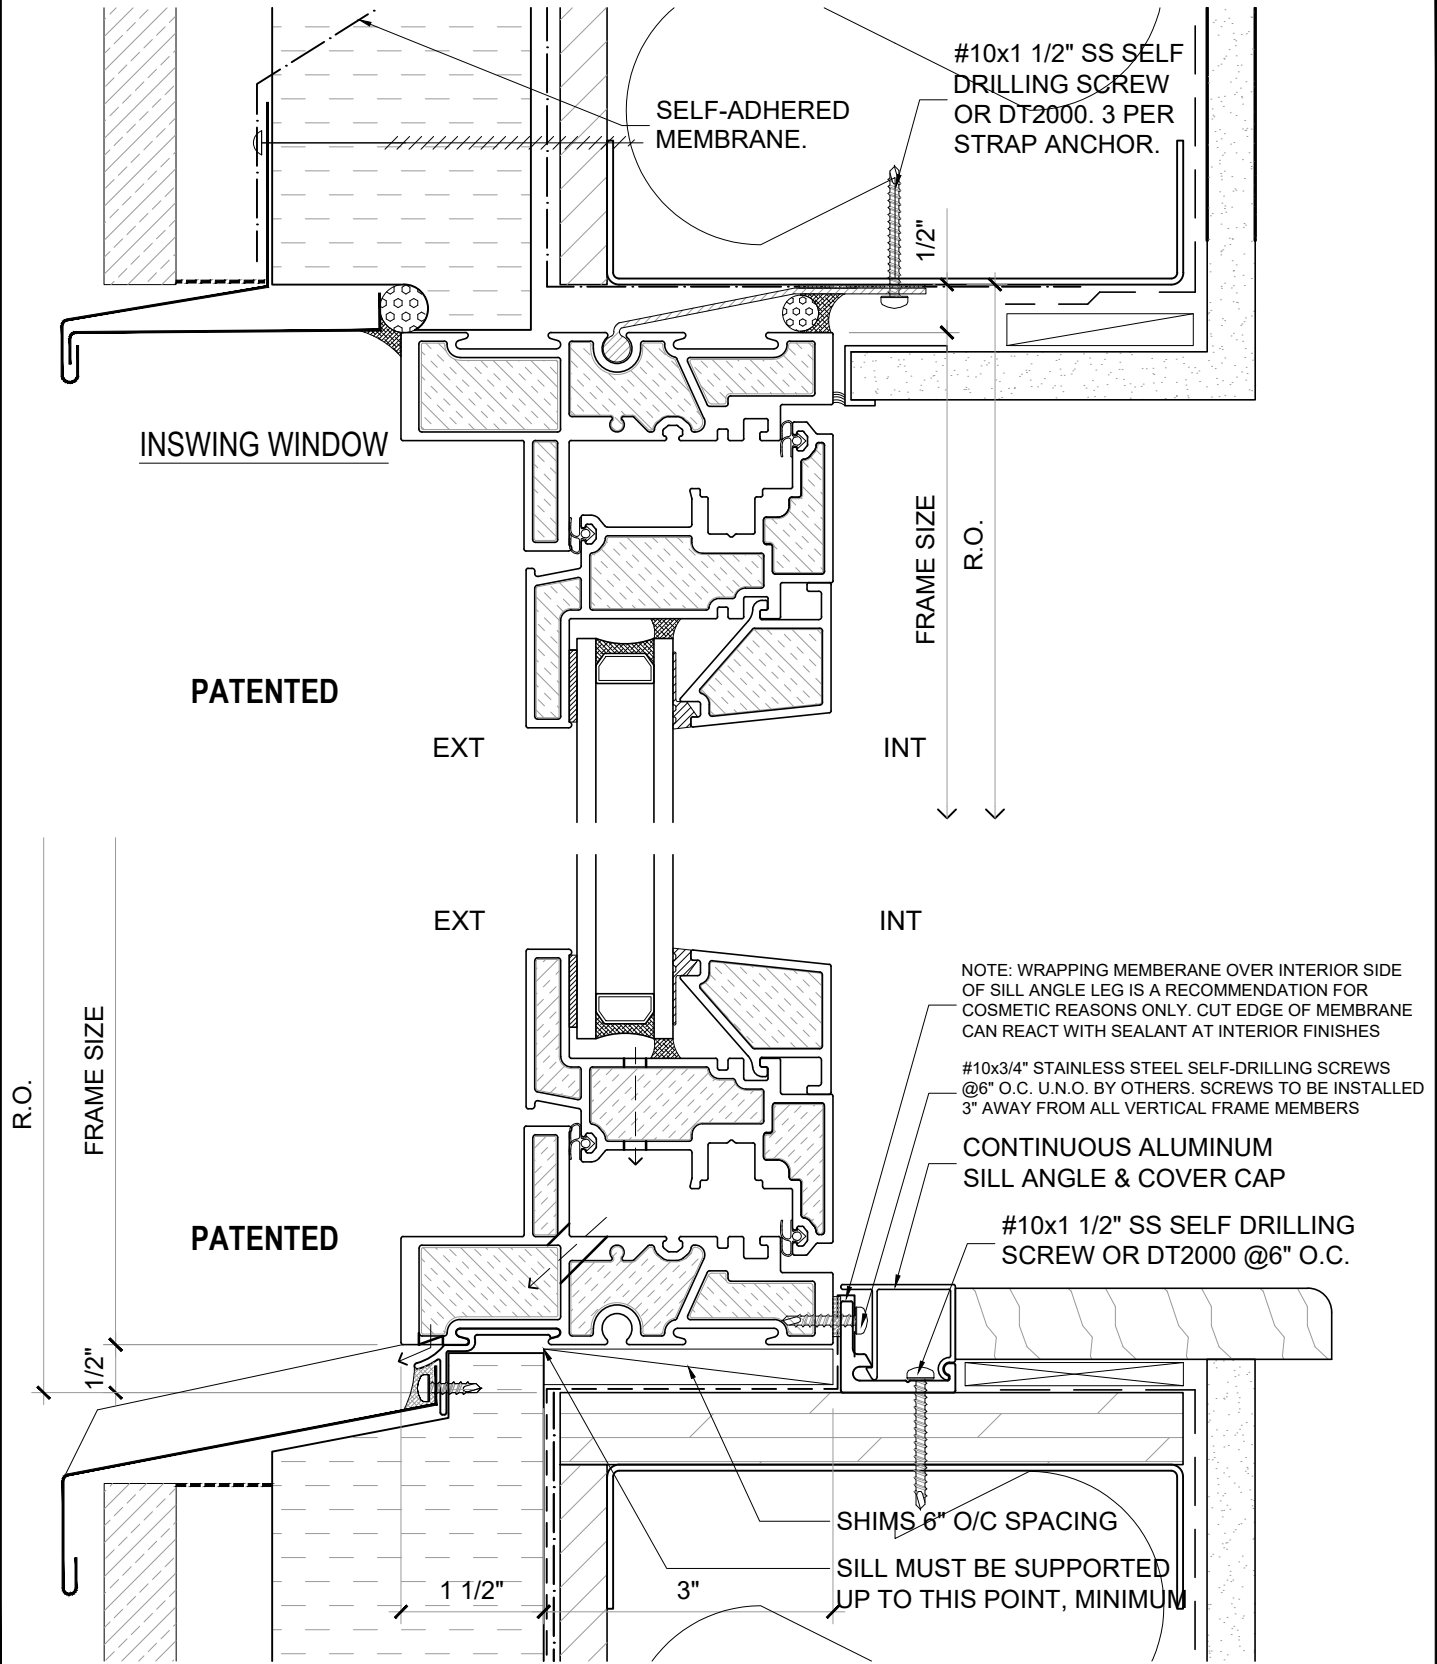 #10x1 1/2" SS SELF
DRILLING SCREW
OR DT2000. 3 PER
STRAP ANCHOR.
SELF-ADHERED
MEMBRANE.
1/2"
INSWING WINDOW
FRAME SIZE
R.O.
PATENTED
EXT
INT
EXT
INT
NOTE: WRAPPING MEMBERANE OVER INTERIOR SIDE
OF SILL ANGLE LEG IS A RECOMMENDATION FOR
COSMETIC REASONS ONLY. CUT EDGE OF MEMBRANE
CAN REACT WITH SEALANT AT INTERIOR FINISHES
R.O.
FRAME SIZE
#10x3/4" STAINLESS STEEL SELF-DRILLING SCREWS
@6" O.C. U.N.O. BY OTHERS. SCREWS TO BE INSTALLED
3" AWAY FROM ALL VERTICAL FRAME MEMBERS
CONTINUOUS ALUMINUM
SILL ANGLE & COVER CAP
PATENTED
#10x1 1/2" SS SELF DRILLING
SCREW OR DT2000 @6" O.C.
1/2"
SHIMS 6" O/C SPACING
SILL MUST BE SUPPORTED
UP TO THIS POINT, MINIMUM
1 1/2"
3"